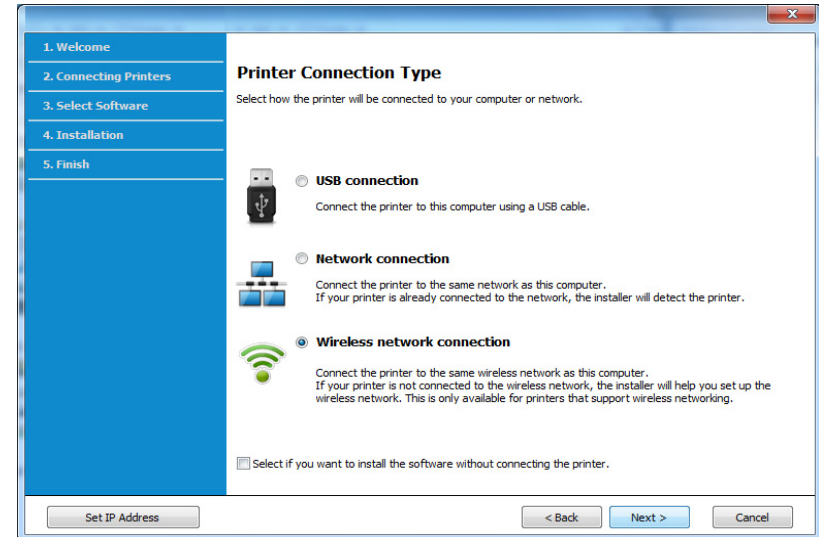 x
1. Welcome
2. Connecting Printers
3. Select Software
4. Installation
5. Finish
Printer Connection Type
Select how the printer will be connected to your computer or network.
USB connection
Connect the printer to this computer using a USB cable.
Network connection
Connect the printer to the same network as this computer.
If your printer is already connected to the network, the installer will detect the printer.
Wireless network connection
Connect the printer to the same wireless network as this computer.
If your printer is not connected to the wireless network, the installer will help you set up the
wireless network. This is only available for printers that support wireless networking.
Select if you want to install the software without connecting the printer.
Set IP Address
< Back
Next >
Cancel